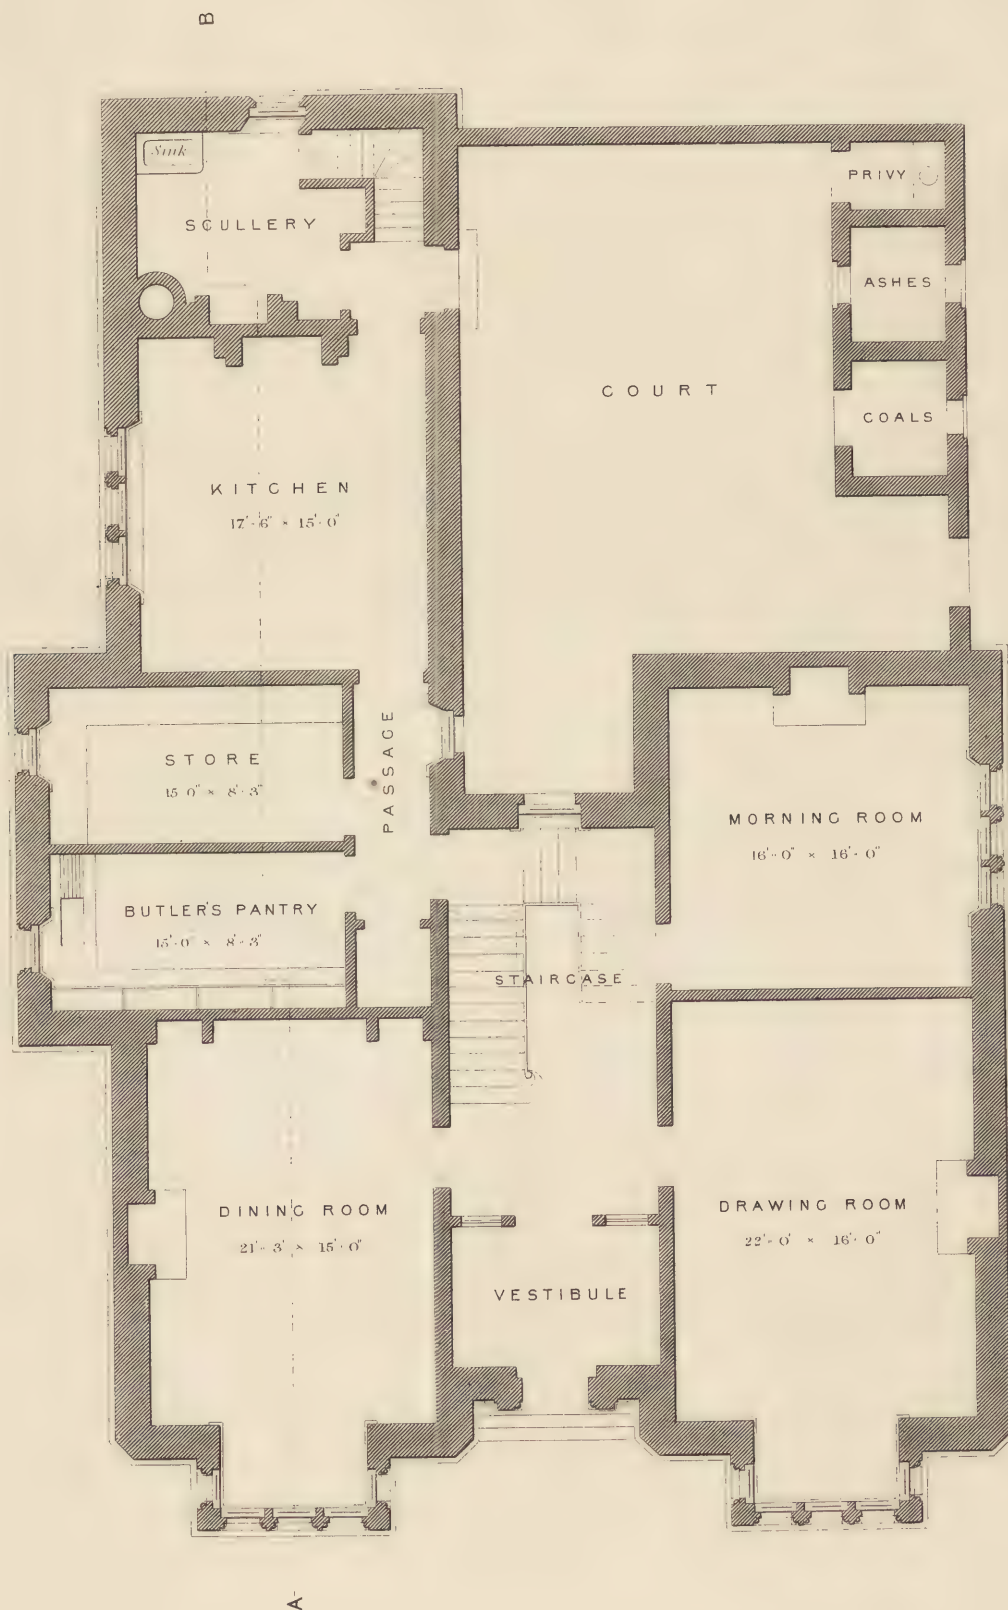 B
Sink
SCULLERY
PRIVY
ASHES
COURT
COALS
KITCHEN
17'-6" × 15'-0"
STORE
15'0" × 8'-3"
PASSAGE
MORNING ROOM
16'-0" × 16'-0"
BUTLER'S PANTRY
15'-0" × 8'-3"
STAIRCASE
DINING ROOM
21'-3" × 15'-0"
DRAWING ROOM
22'-0" × 16'-0"
VESTIBULE
A